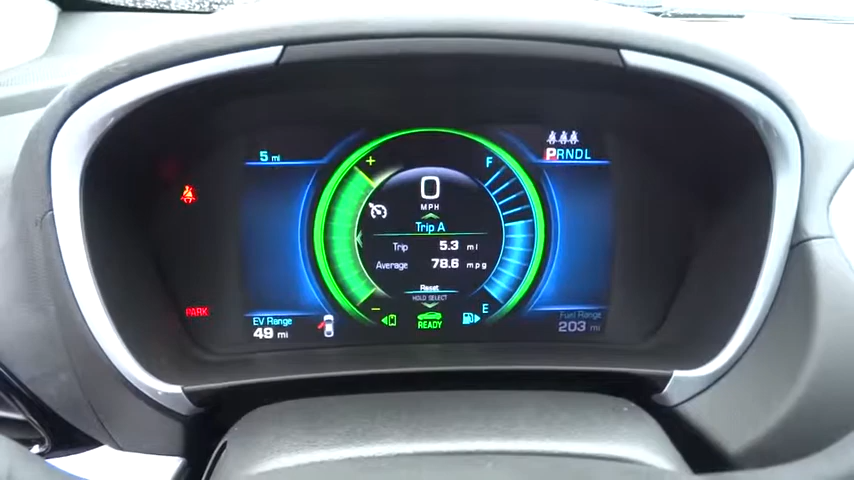 5 mi
PRNDL
+
F
0
MPH
Trip A
Trip 5.3 mi
Average 78.6 mpg
Reset
HOLD SELECT
PARK
- E
READY
EV Range
49 mi
Fuel Range
203 mi